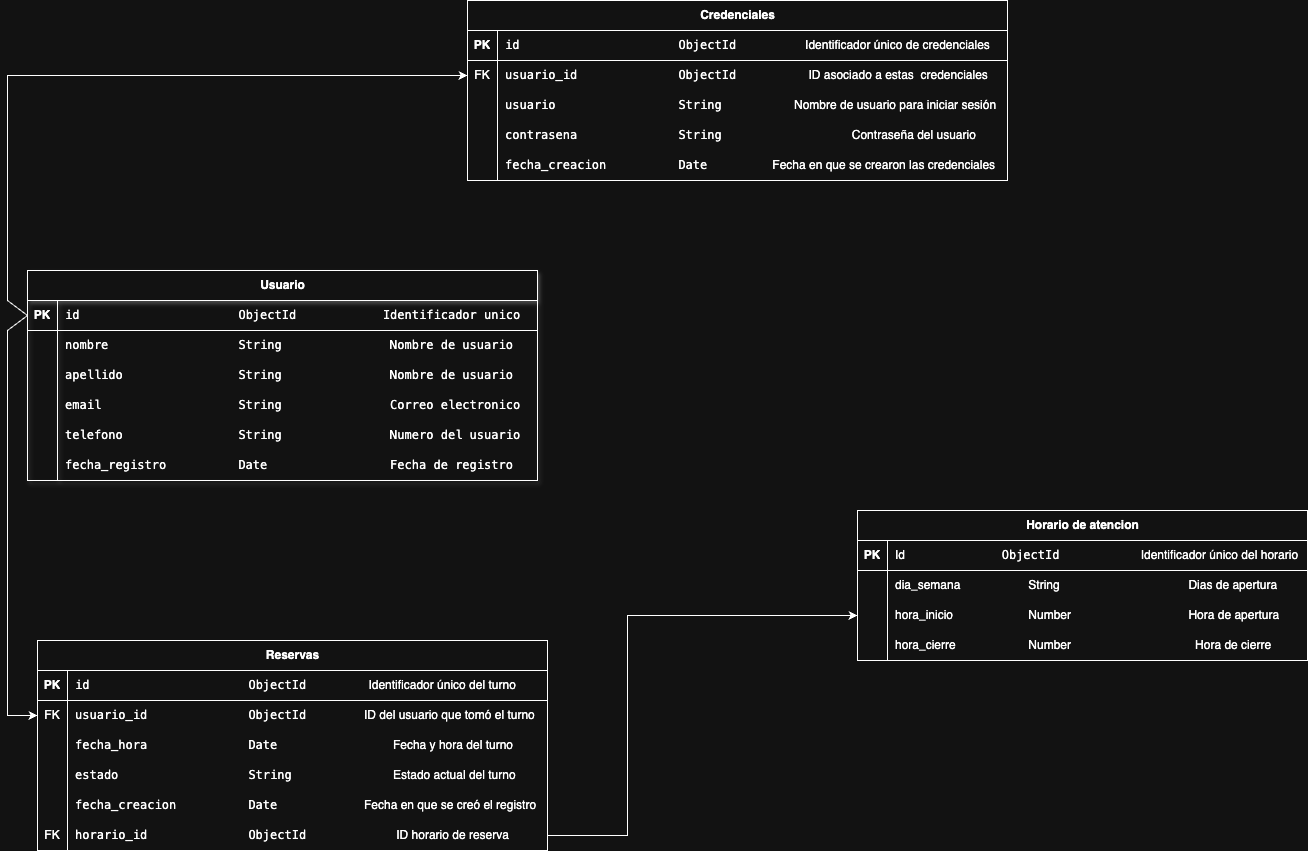 Credenciales
PK id ObjectId Identificador único de credenciales
FK usuario_id ObjectId ID asociado a estas credenciales
usuario String Nombre de usuario para iniciar sesión
contrasena String Contraseña del usuario
fecha_creacion Date Fecha en que se crearon las credenciales
Usuario
PK id ObjectId Identificador unico
nombre String Nombre de usuario
apellido String Nombre de usuario
email String Correo electronico
telefono String Numero del usuario
fecha_registro Date Fecha de registro
Horario de atencion
PK Id ObjectId Identificador único del horario
dia_semana String Dias de apertura
hora_inicio Number Hora de apertura
hora_cierre Number Hora de cierre
Reservas
PK id ObjectId Identificador único del turno
FK usuario_id ObjectId ID del usuario que tomó el turno
fecha_hora Date Fecha y hora del turno
estado String Estado actual del turno
fecha_creacion Date Fecha en que se creó el registro
FK horario_id ObjectId ID horario de reserva